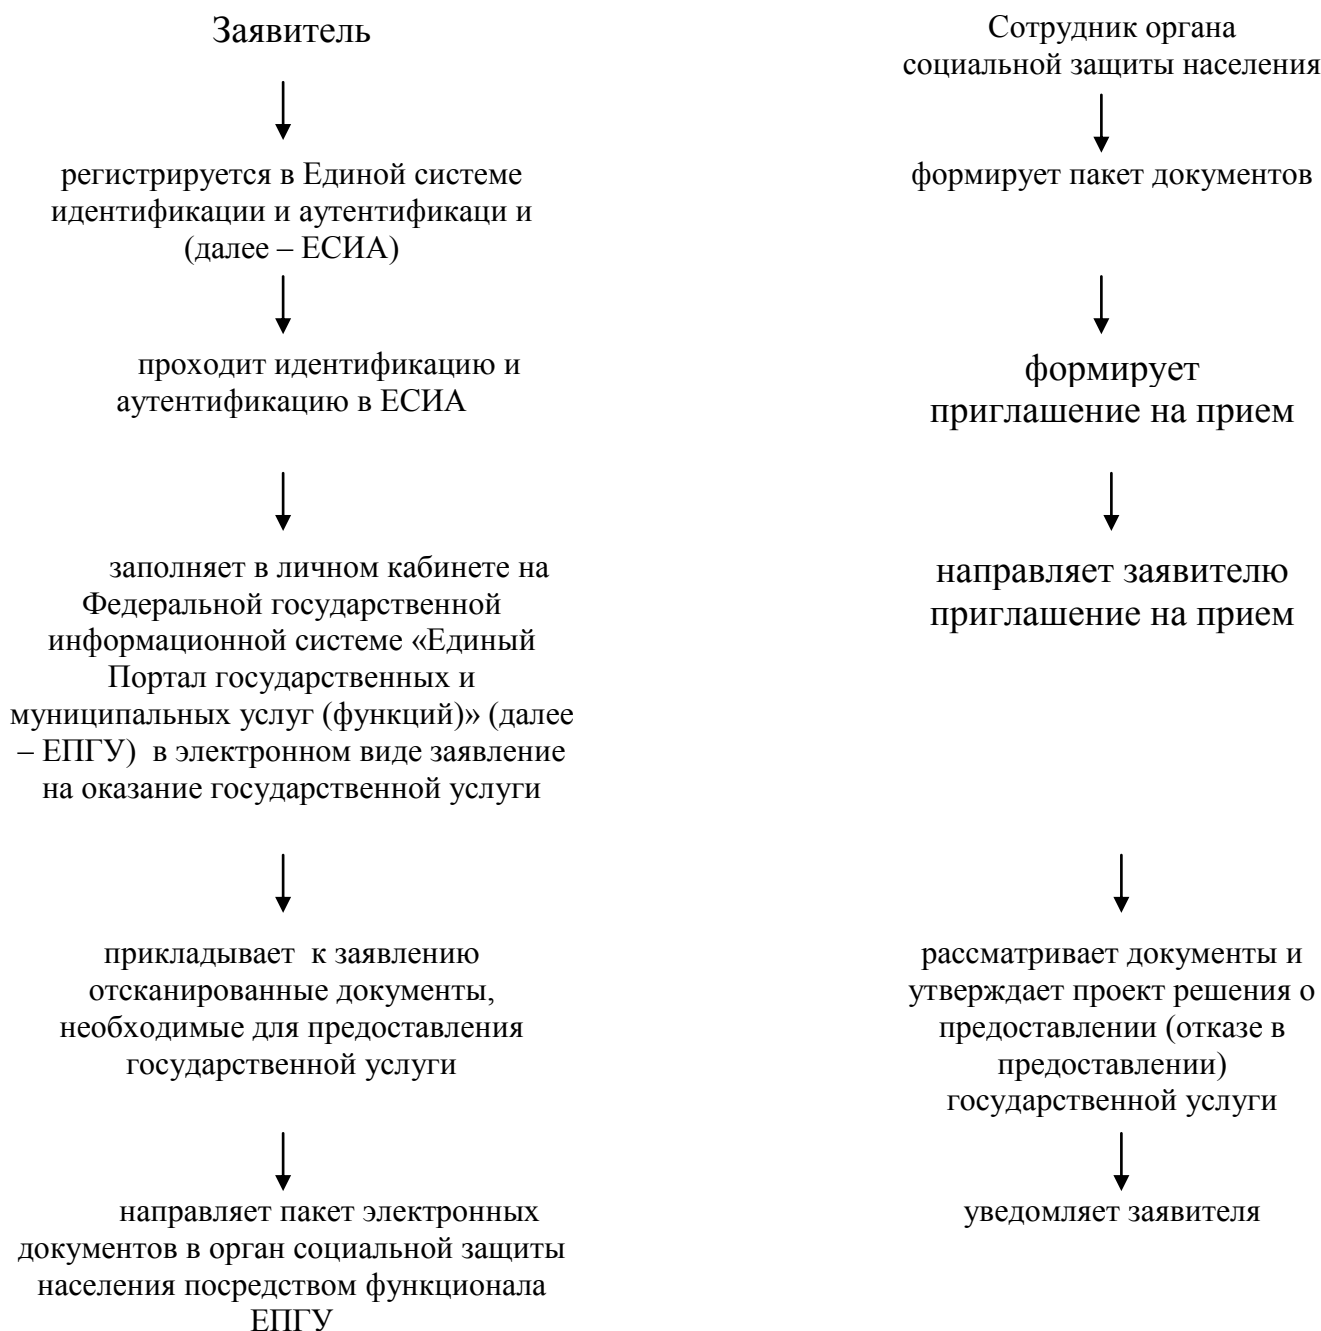 Заявитель
регистрируется в Единой системе
идентификации и аутентификаци и
(далее – ЕСИА)
проходит идентификацию и
аутентификацию в ЕСИА
заполняет в личном кабинете на
Федеральной государственной
информационной системе «Единый
Портал государственных и
муниципальных услуг (функций)» (далее
– ЕПГУ) в электронном виде заявление
на оказание государственной услуги
прикладывает к заявлению
отсканированные документы,
необходимые для предоставления
государственной услуги
направляет пакет электронных
документов в орган социальной защиты
населения посредством функционала
ЕПГУ
Сотрудник органа
социальной защиты населения
формирует пакет документов
формирует
приглашение на прием
направляет заявителю
приглашение на прием
рассматривает документы и
утверждает проект решения о
предоставлении (отказе в
предоставлении)
государственной услуги
уведомляет заявителя